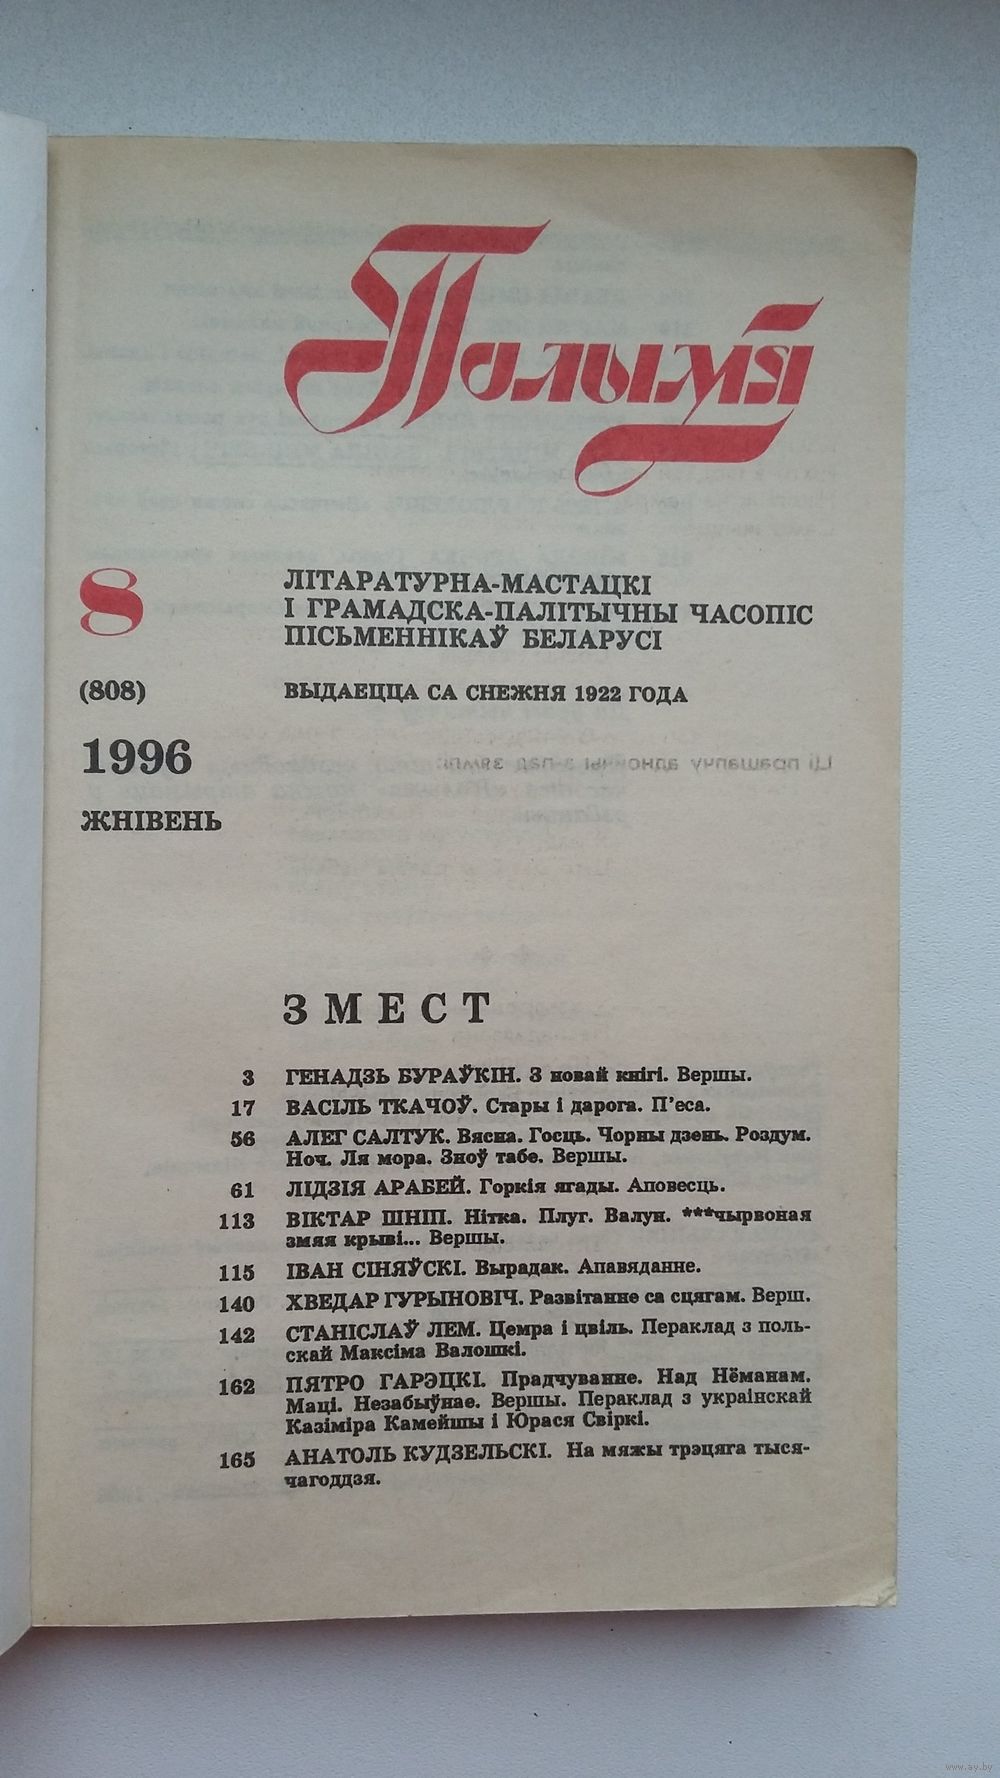 Полымя
8
ЛІТАРАТУРНА-МАСТАЦКІ
І ГРАМАДСКА-ПАЛІТЫЧНЫ ЧАСОПІС
ПІСЬМЕННІКАЎ БЕЛАРУСІ
(808)
ВЫДАЕЦЦА СА СНЕЖНЯ 1922 ГОДА
1996
ЖНІВЕНЬ
ЗМЕСТ
3 ГЕНАДЗЬ БУРАЎКІН. З новай кнігі. Вершы.
17 ВАСІЛЬ ТКАЧОЎ. Стары і дарога. П'еса.
56 АЛЕГ САЛТУК. Вясна. Госць. Чорны дзень. Роздум.
Ноч. Ля мора. Зноў табе. Вершы.
61 ЛІДЗІЯ АРАБЕЙ. Горкія ягады. Аповесць.
113 ВІКТАР ШНІП. Нітка. Плуг. Валун. ***чырвоная
змяя крыві... Вершы.
115 ІВАН СІНЯЎСКІ. Вырадак. Апавяданне.
140 ХВЕДАР ГУРЫНОВІЧ. Развітанне са сцягам. Верш.
142 СТАНІСЛАЎ ЛЕМ. Цемра і цвіль. Пераклад з поль-
скай Максіма Валошкі.
162 ПЯТРО ГАРЭЦКІ. Прадчуванне. Над Нёманам.
Маці. Незабыўнае. Вершы. Пераклад з украінскай
Казіміра Камейшы і Юрася Свіркі.
165 АНАТОЛЬ КУДЗЕЛЬСКІ. На мяжы трэцяга тыся-
чагоддзя.
www.ay.by